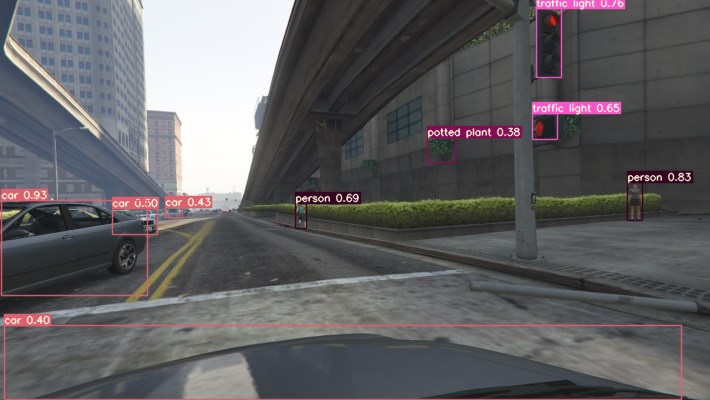 traffic light 0.76
traffic light 0.65
potted plant 0.38
person 0.83
car 0.93
person 0.69
car 0.50
car 0.43
car 0.40